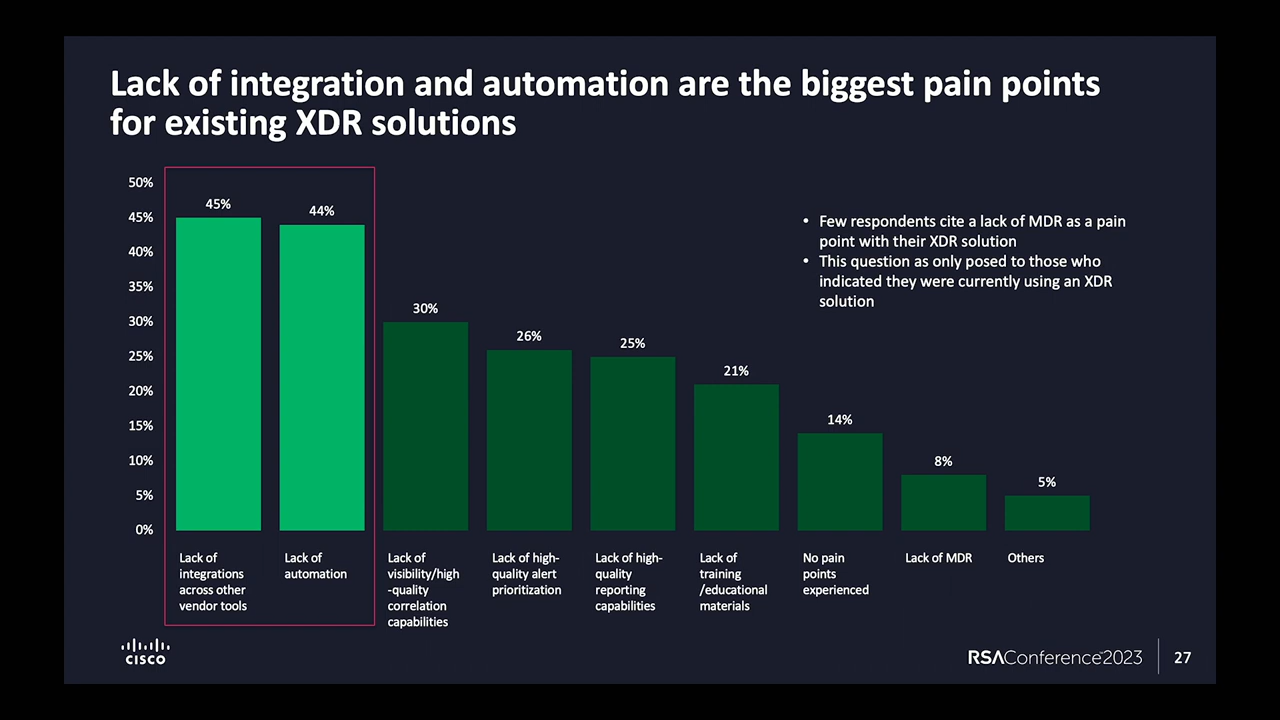 Lack of integration and automation are the biggest pain points
for existing XDR solutions
50%
45%
40%
35%
30%
25%
20%
15%
10%
5%
0%
45%
44%
30%
26%
25%
21%
14%
8%
5%
• Few respondents cite a lack of MDR as a pain
point with their XDR solution
• This question as only posed to those who
indicated they were currently using an XDR
solution
Lack of
integrations
across other
vendor tools
Lack of
automation
Lack of
visibility/high
-quality
correlation
capabilities
Lack of high-
quality alert
prioritization
Lack of high-
quality
reporting
capabilities
Lack of
training
/educational
materials
No pain
points
experienced
Lack of MDR
Others
CISCO
RSAConference™2023
27